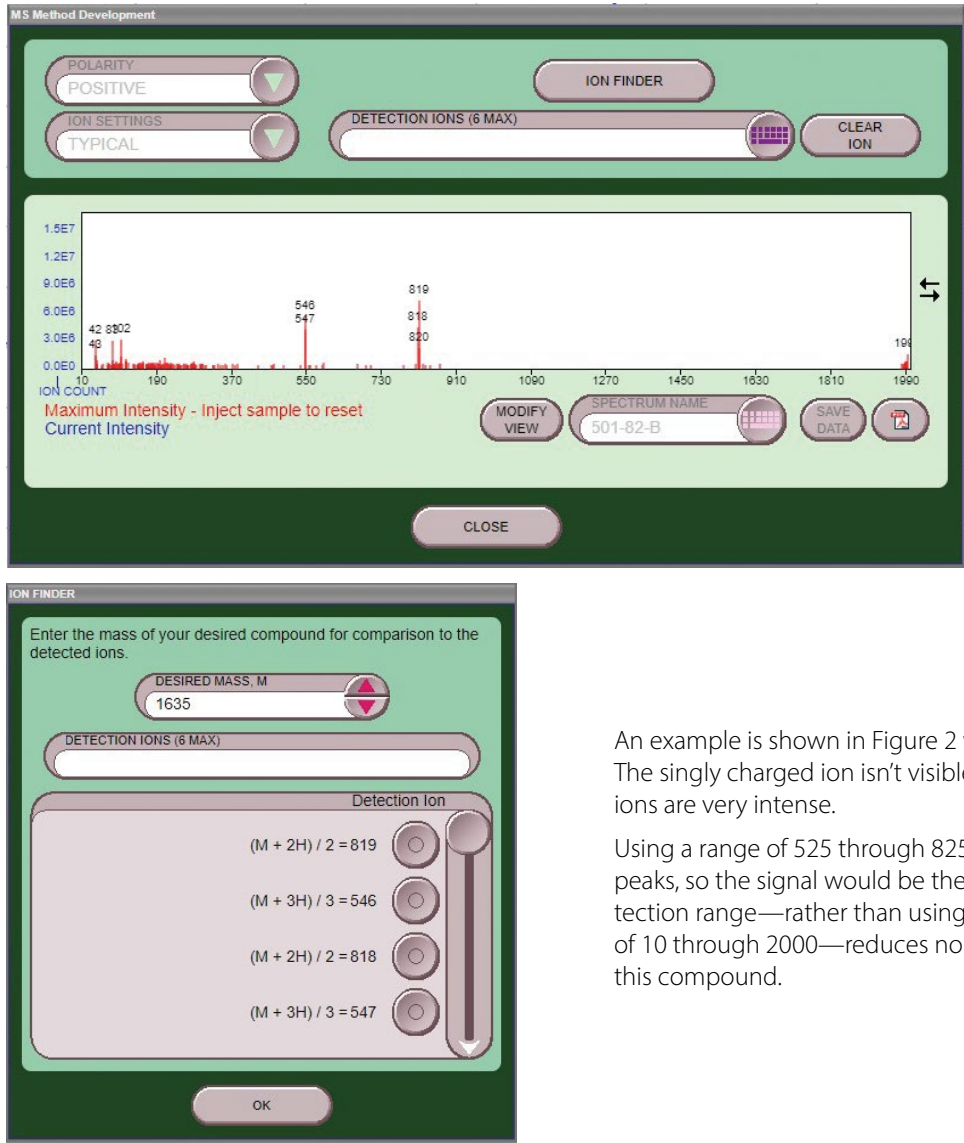 MS Method Development
POLARITY
POSITIVE
ION FINDER
ION SETTINGS
TYPICAL
DETECTION IONS (6 MAX)
CLEAR
ION
1.5E7
1.2E7
9.0E6
6.0E6
3.0E6
0.0E0
42
43
102
546
547
819
818
820
10 190 370 550 730 910 1090 1270 1450 1630 1810 1990
ION COUNT
Maximum Intensity - Inject sample to reset
Current Intensity
MODIFY
VIEW
SPECTRUM NAME
501-82-B
SAVE
DATA
CLOSE
ION FINDER
Enter the mass of your desired compound for comparison to the
detected ions.
DESIRED MASS, M
1635
DETECTION IONS (6 MAX)
Detection Ion
(M + 2H) / 2 = 819
(M + 3H) / 3 = 546
(M + 2H) / 2 = 818
(M + 3H) / 3 = 547
OK
An example is shown in Figure 2
The singly charged ion isn't visible
ions are very intense.
Using a range of 525 through 825
peaks, so the signal would be the
tection range—rather than using
of 10 through 2000—reduces no
this compound.